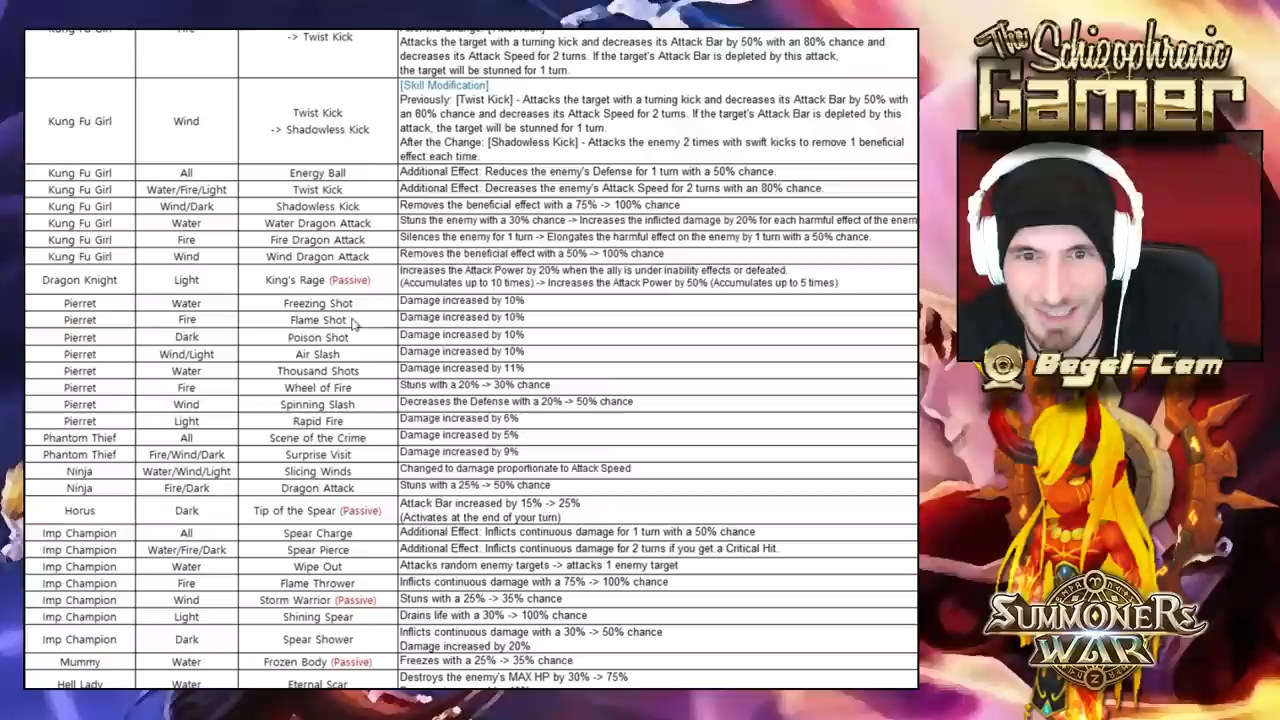 The Schizophrenic
Gamer
-> Twist Kick
Attacks the target with a turning kick and decreases its Attack Bar by 50% with an 80% chance and
decreases its Attack Speed for 2 turns. If the target's Attack Bar is depleted by this attack,
the target will be stunned for 1 turn.
Kung Fu Girl Wind Twist Kick
-> Shadowless Kick
[Skill Modification]
Previously: [Twist Kick] - Attacks the target with a turning kick and decreases its Attack Bar by 50% with
an 80% chance and decreases its Attack Speed for 2 turns. If the target's Attack Bar is depleted by this
attack, the target will be stunned for 1 turn.
After the Change: [Shadowless Kick] - Attacks the enemy 2 times with swift kicks to remove 1 beneficial
effect each time.
Kung Fu Girl All Energy Ball Additional Effect: Reduces the enemy's Defense for 1 turn with a 50% chance.
Kung Fu Girl Water/Fire/Light Twist Kick Additional Effect: Decreases the enemy's Attack Speed for 2 turns with an 80% chance.
Kung Fu Girl Wind/Dark Shadowless Kick Removes the beneficial effect with a 75% -> 100% chance
Kung Fu Girl Water Water Dragon Attack Stuns the enemy with a 30% chance -> Increases the inflicted damage by 20% for each harmful effect of the enem
Kung Fu Girl Fire Fire Dragon Attack Silences the enemy for 1 turn -> Elongates the harmful effect on the enemy by 1 turn with a 50% chance.
Kung Fu Girl Wind Wind Dragon Attack Removes the beneficial effect with a 50% -> 100% chance
Dragon Knight Light King's Rage (Passive) Increases the Attack Power by 20% when the ally is under inability effects or defeated.
(Accumulates up to 10 times) -> Increases the Attack Power by 50% (Accumulates up to 5 times)
Pierret Water Freezing Shot Damage increased by 10%
Pierret Fire Flame Shot Damage increased by 10%
Pierret Dark Poison Shot Damage increased by 10%
Pierret Wind/Light Air Slash Damage increased by 10%
Pierret Water Thousand Shots Damage increased by 11%
Pierret Fire Wheel of Fire Stuns with a 20% -> 30% chance
Pierret Wind Spinning Slash Decreases the Defense with a 20% -> 50% chance
Pierret Light Rapid Fire Damage increased by 6%
Phantom Thief All Scene of the Crime Damage increased by 5%
Phantom Thief Fire/Wind/Dark Surprise Visit Damage increased by 9%
Ninja Water/Wind/Light Slicing Winds Changed to damage proportionate to Attack Speed
Ninja Fire/Dark Dragon Attack Stuns with a 25% -> 50% chance
Horus Dark Tip of the Spear (Passive) Attack Bar increased by 15% -> 25%
(Activates at the end of your turn)
Imp Champion All Spear Charge Additional Effect: Inflicts continuous damage for 1 turn with a 50% chance
Imp Champion Water/Fire/Dark Spear Pierce Additional Effect: Inflicts continuous damage for 2 turns if you get a Critical Hit.
Imp Champion Water Wipe Out Attacks random enemy targets -> attacks 1 enemy target
Imp Champion Fire Flame Thrower Inflicts continuous damage with a 75% -> 100% chance
Imp Champion Wind Storm Warrior (Passive) Stuns with a 25% -> 35% chance
Imp Champion Light Shining Spear Drains life with a 30% -> 100% chance
Imp Champion Dark Spear Shower Inflicts continuous damage with a 30% -> 50% chance
Damage increased by 20%
Mummy Water Frozen Body (Passive) Freezes with a 25% -> 35% chance
Hell Lady Water Eternal Scar Destroys the enemy's MAX HP by 30% -> 75%
Bagel-Cam
SUMMONERS
WAR